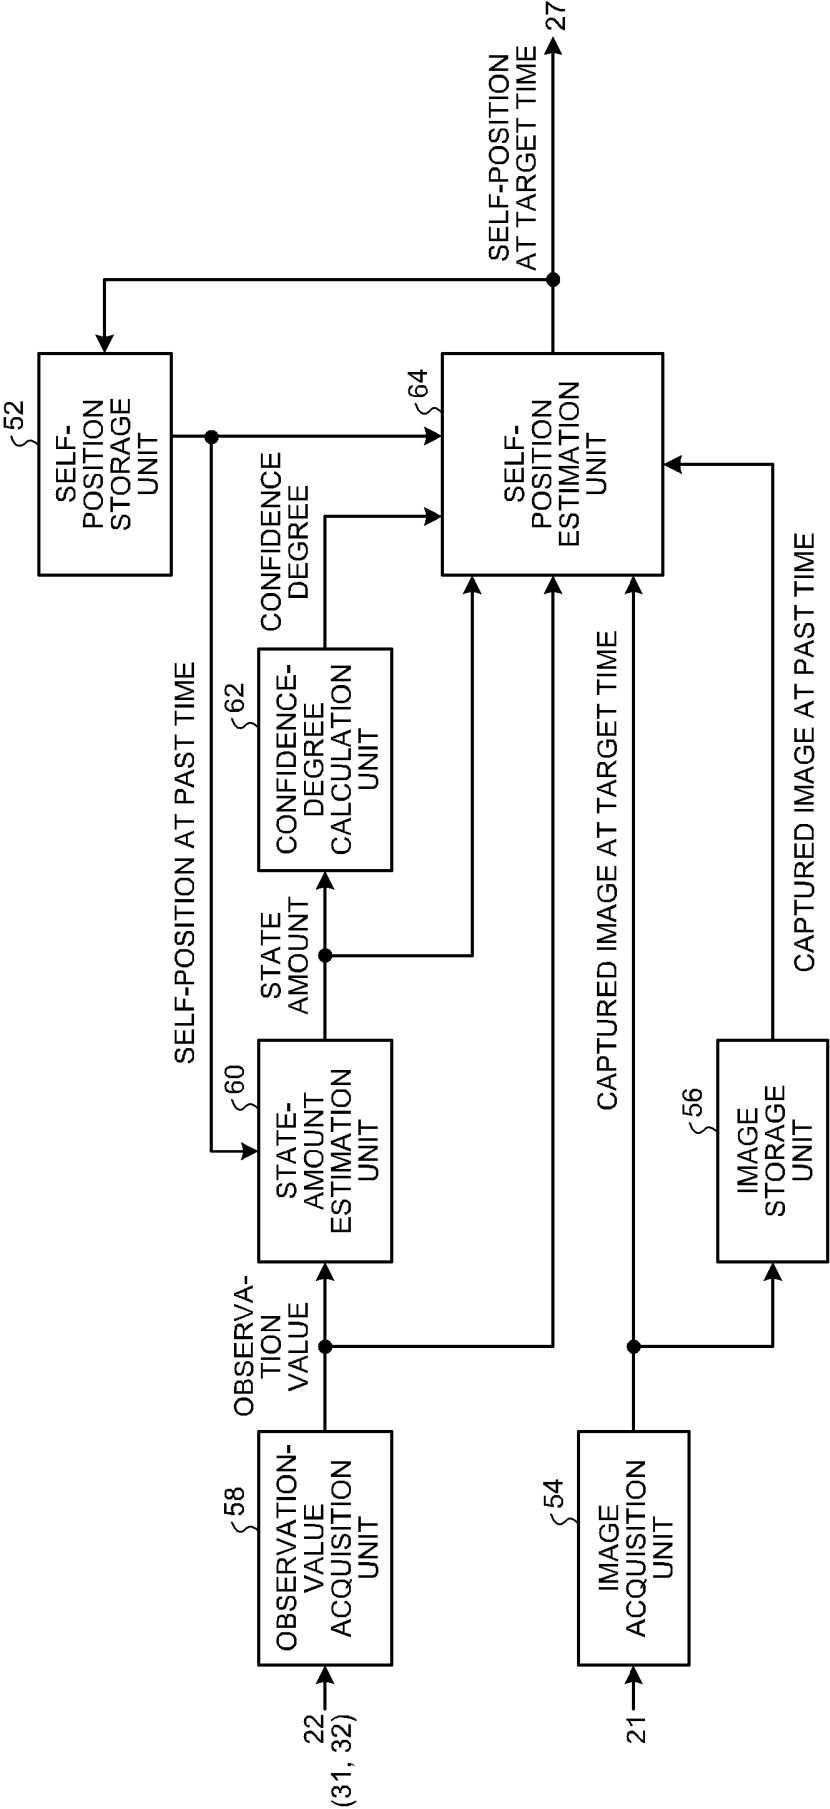 52
SELF-
POSITION
STORAGE
UNIT
SELF-POSITION AT PAST TIME
22
(31, 32)
58
OBSERVATION-
VALUE
ACQUISITION
UNIT
OBSERVA-
TION
VALUE
60
STATE-
AMOUNT
ESTIMATION
UNIT
STATE
AMOUNT
62
CONFIDENCE-
DEGREE
CALCULATION
UNIT
CONFIDENCE
DEGREE
64
SELF-
POSITION
ESTIMATION
UNIT
SELF-POSITION
AT TARGET TIME
27
21
54
IMAGE
ACQUISITION
UNIT
CAPTURED IMAGE AT TARGET TIME
56
IMAGE
STORAGE
UNIT
CAPTURED IMAGE AT PAST TIME